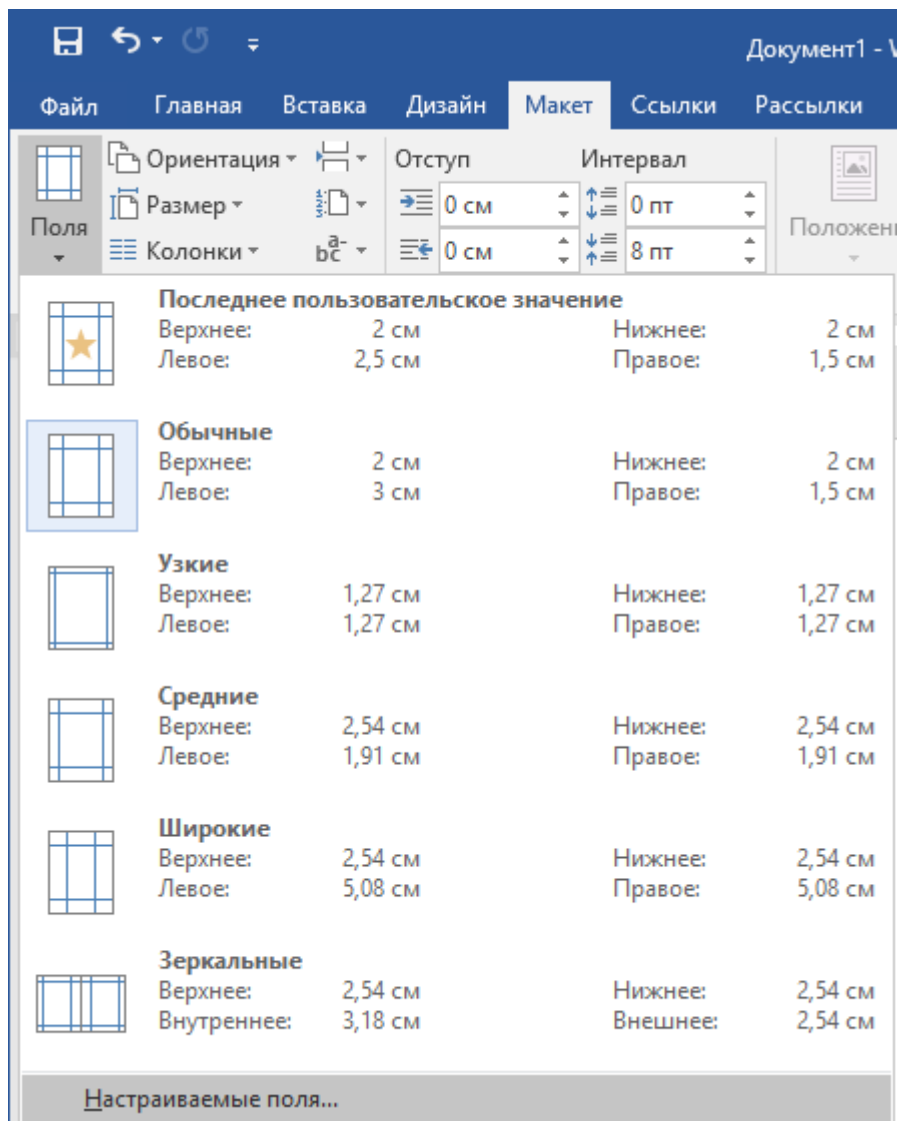 Документ1 -
Файл Главная Вставка Дизайн Макет Ссылки Рассылки
Ориентация Отступ Интервал
Размер 0 см 0 пт
Поля Колонки 0 см 8 пт
Последнее пользовательское значение
Верхнее: 2 см Нижнее: 2 см
Левое: 2,5 см Правое: 1,5 см
Обычные
Верхнее: 2 см Нижнее: 2 см
Левое: 3 см Правое: 1,5 см
Узкие
Верхнее: 1,27 см Нижнее: 1,27 см
Левое: 1,27 см Правое: 1,27 см
Средние
Верхнее: 2,54 см Нижнее: 2,54 см
Левое: 1,91 см Правое: 1,91 см
Широкие
Верхнее: 2,54 см Нижнее: 2,54 см
Левое: 5,08 см Правое: 5,08 см
Зеркальные
Верхнее: 2,54 см Нижнее: 2,54 см
Внутреннее: 3,18 см Внешнее: 2,54 см
Настраиваемые поля...